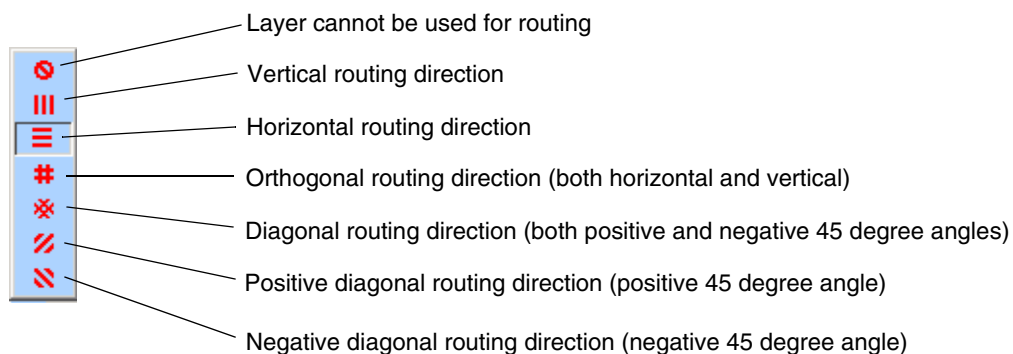 Layer cannot be used for routing
Vertical routing direction
Horizontal routing direction
Orthogonal routing direction (both horizontal and vertical)
Diagonal routing direction (both positive and negative 45 degree angles)
Positive diagonal routing direction (positive 45 degree angle)
Negative diagonal routing direction (negative 45 degree angle)